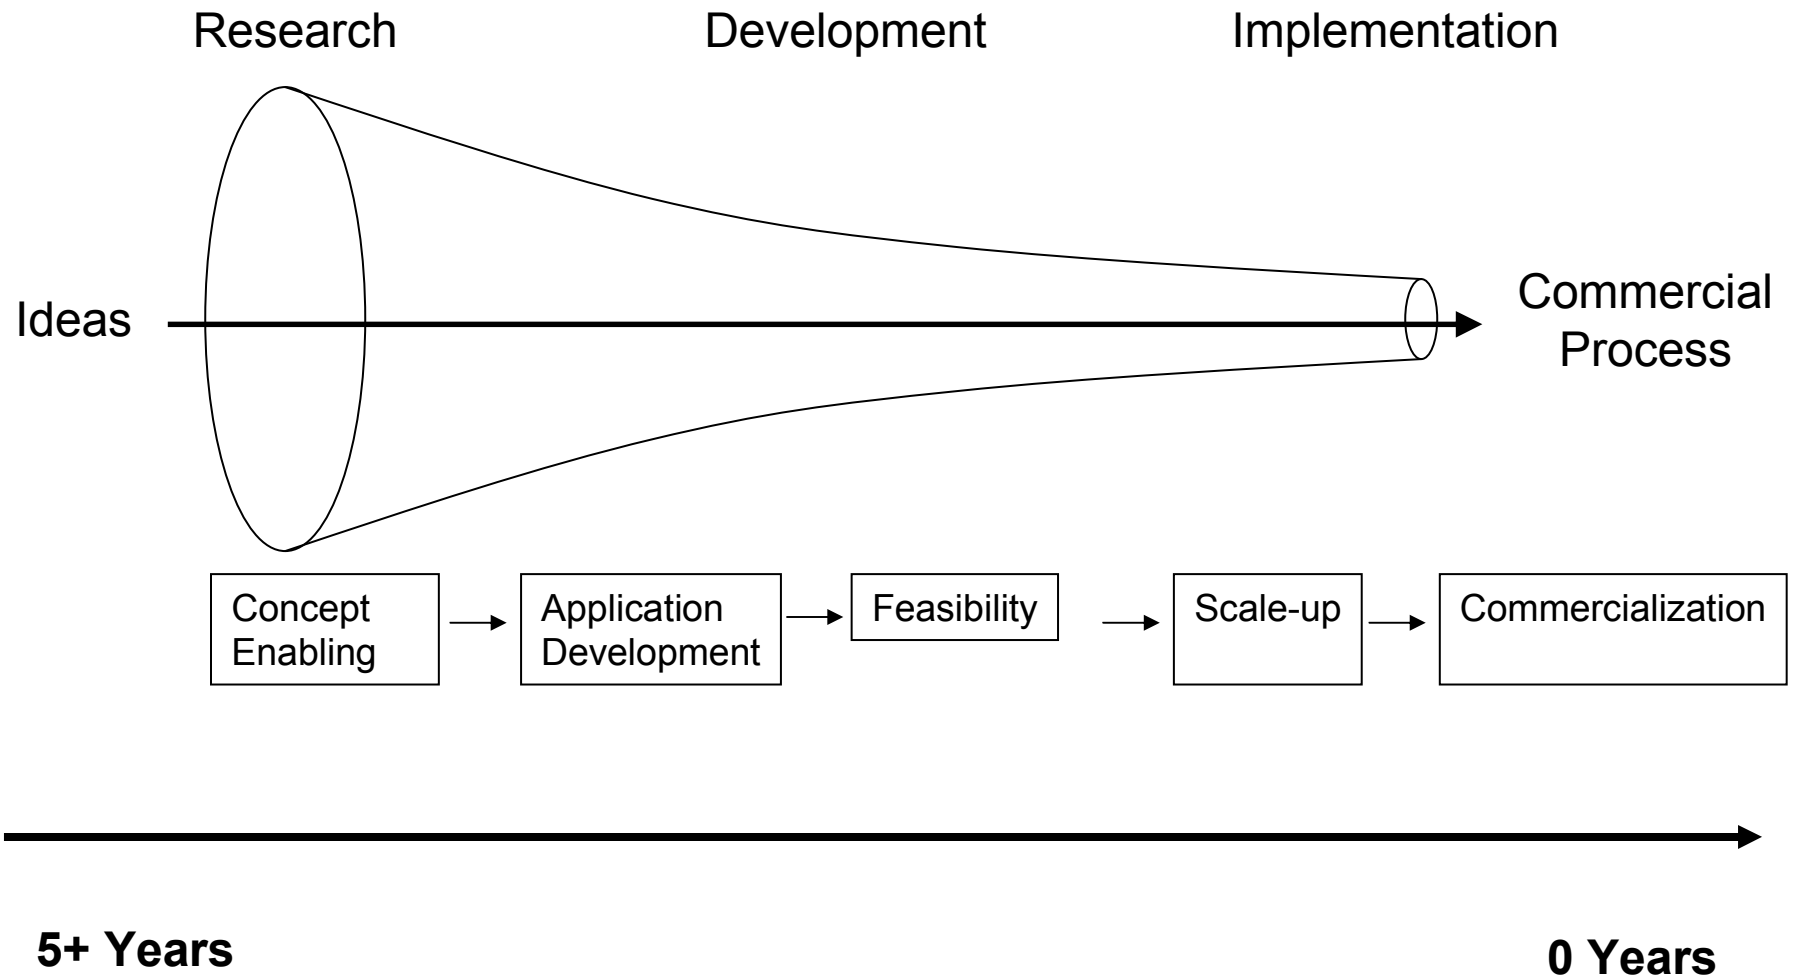 Research
Development
Implementation
Ideas
Commercial
Process
Concept
Enabling
Application
Development
Feasibility
Scale-up
Commercialization
5+ Years
0 Years